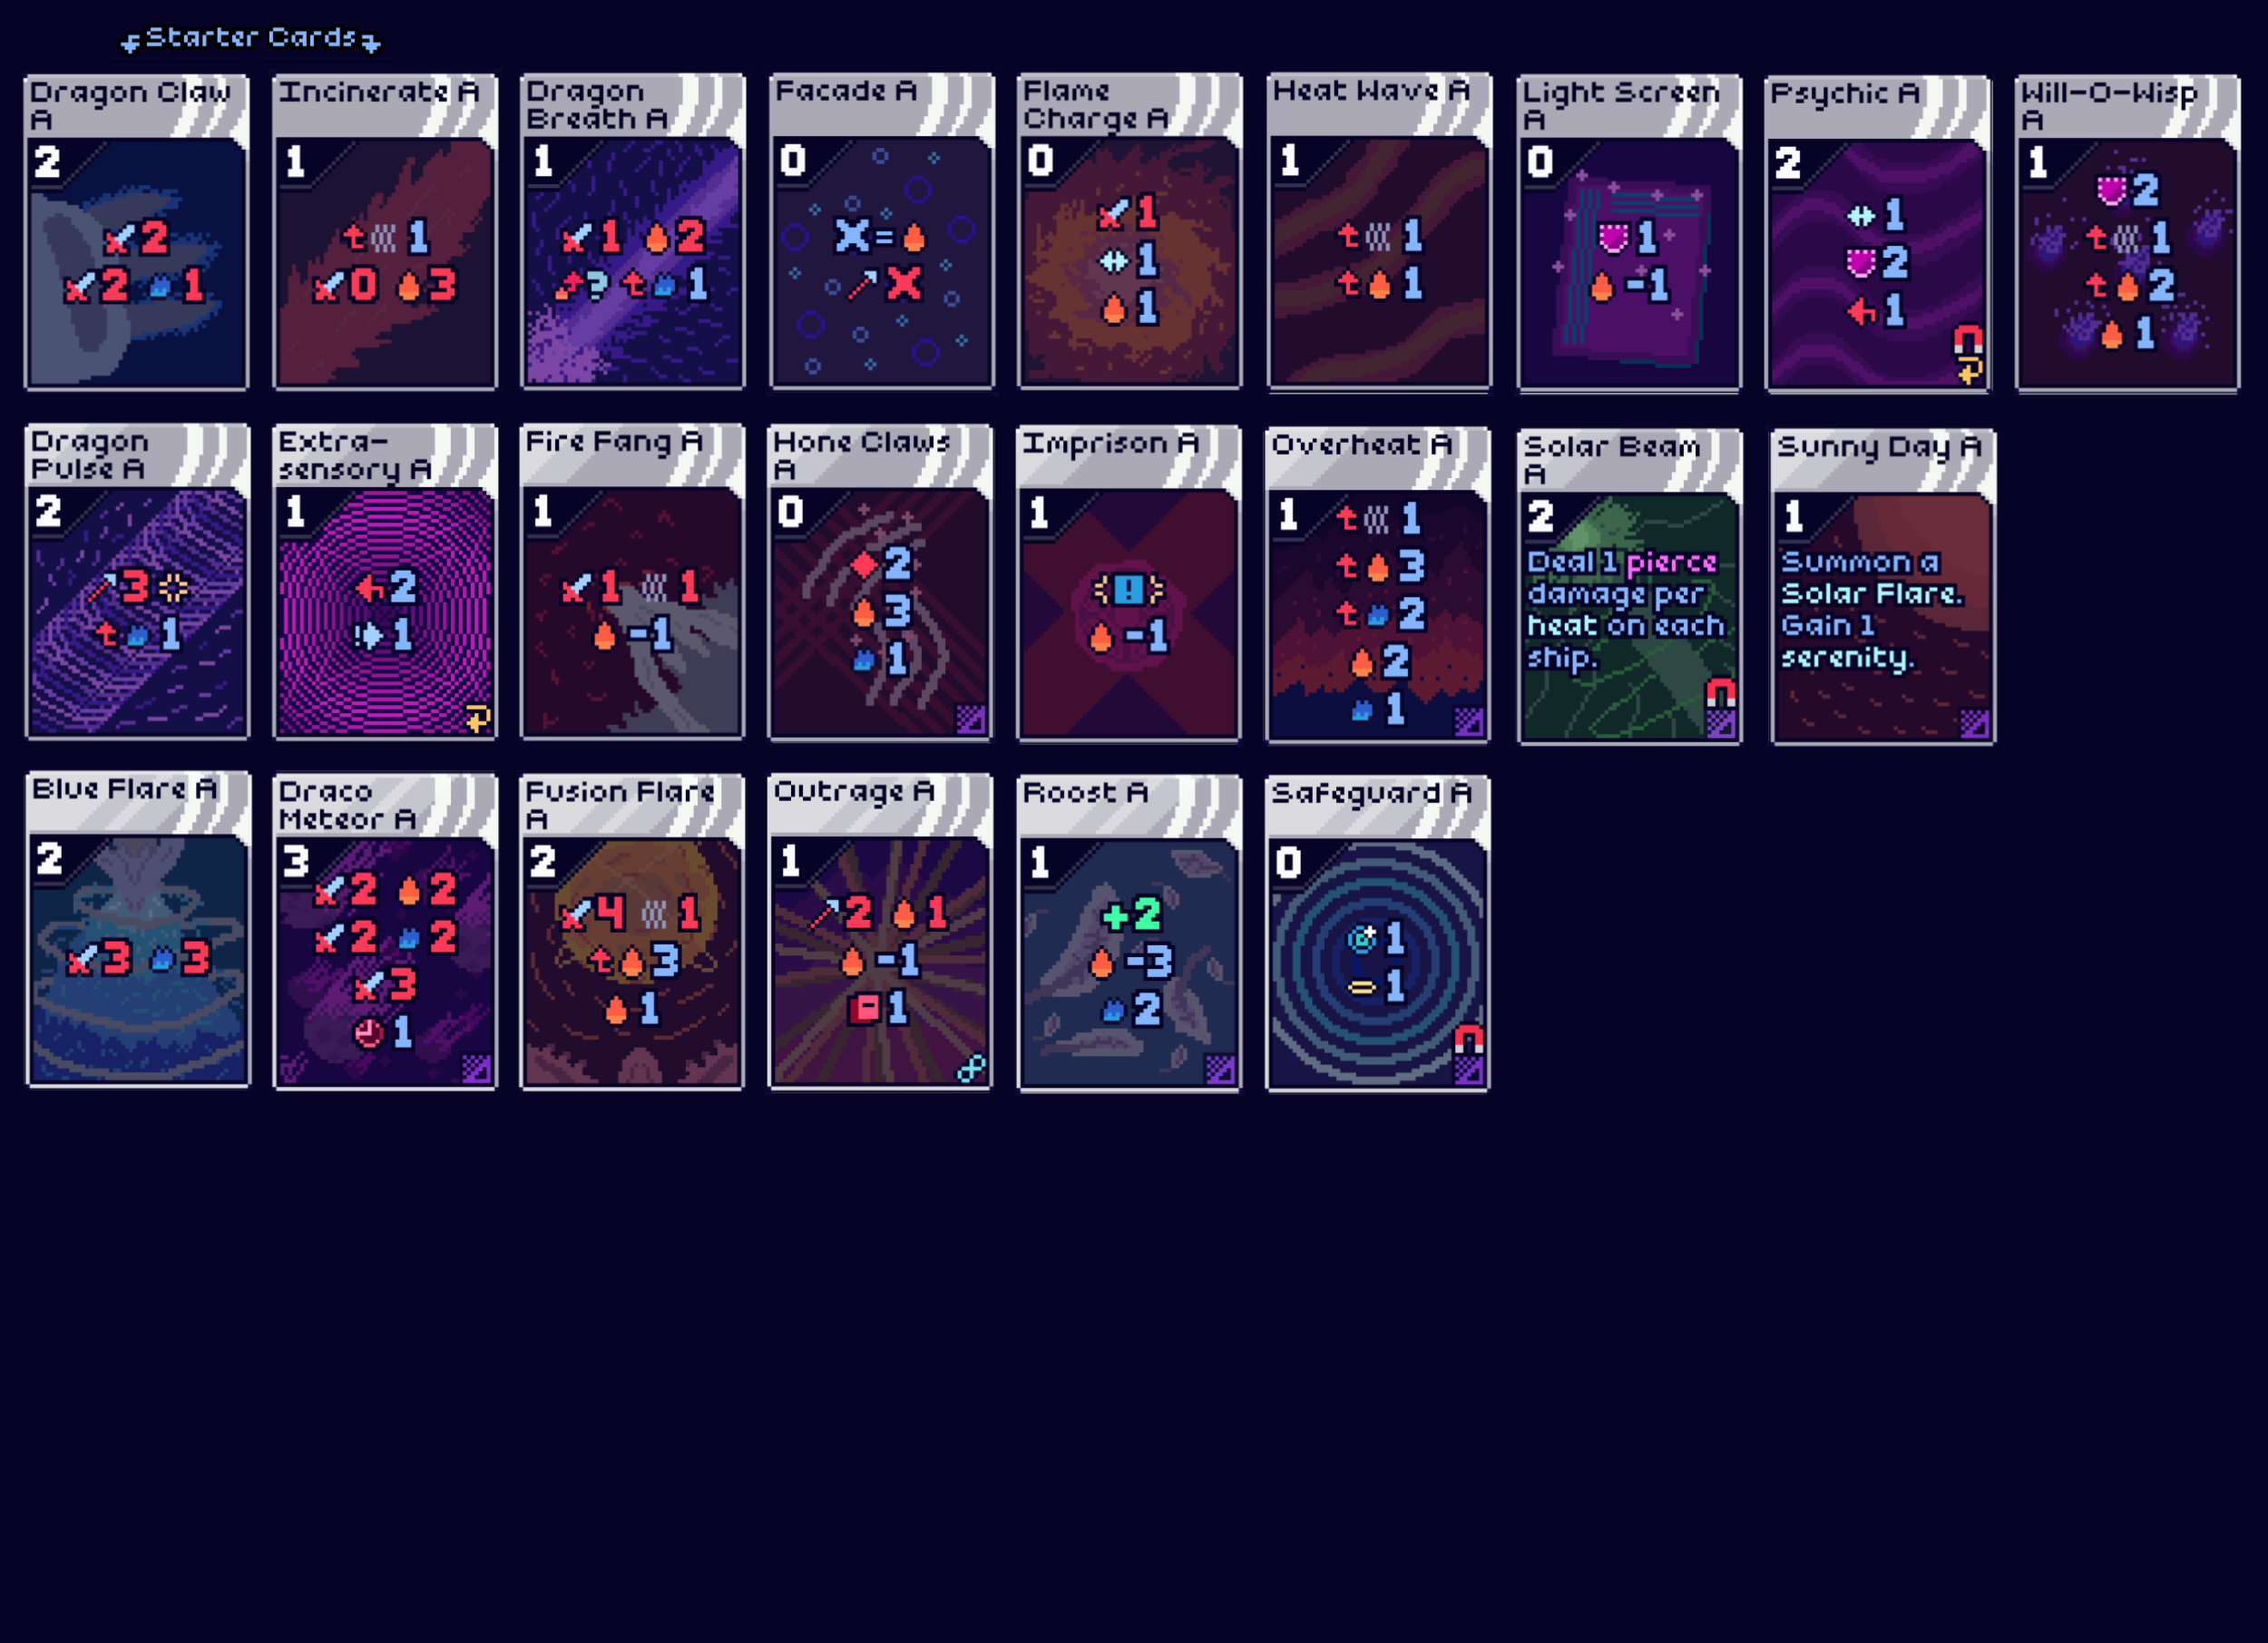 Starter Cards
Dragon Claw
A
2
2
2 1
Incinerate A
1
1
0 3
Dragon
Breath A
1
1 2
? 1
Facade A
0
X=
X
Flame
Charge A
0
1
1
1
Heat Wave A
1
1
1
Light Screen
A
0
1
-1
Psychic A
2
1
2
1
Will-O-Wisp
A
1
2
1
2
1
Dragon
Pulse A
2
3
1
Extra-
sensory A
1
2
1
Fire Fang A
1
1 1
-1
Hone Claws
A
0
2
3
1
Imprison A
1
!
-1
Overheat A
1
1
3
2
2
1
Solar Beam
A
2
Deal 1 pierce
damage per
heat on each
ship.
Sunny Day A
1
Summon a
Solar Flare.
Gain 1
serenity.
Blue Flare A
2
3 3
Draco
Meteor A
3
2 2
2 2
3
1
Fusion Flare
A
2
4 1
3
1
Outrage A
1
2 1
-1
1
Roost A
1
+2
-3
2
Safeguard A
0
1
1